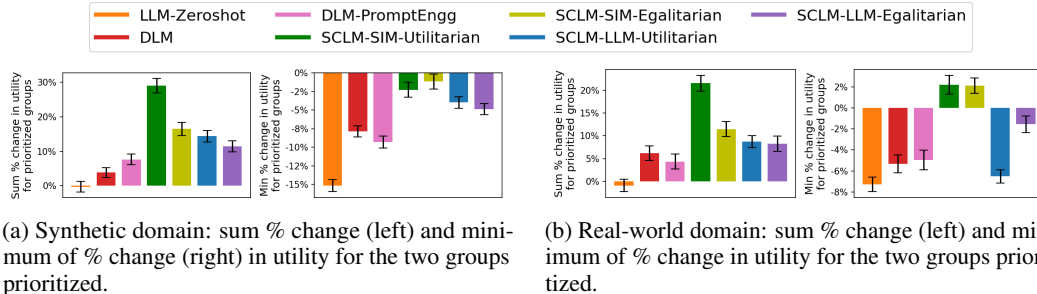 LLM-Zeroshot
DLM-PromptEngg
SCLM-SIM-Egalitarian
SCLM-LLM-Egalitarian
DLM
SCLM-SIM-Utilitarian
SCLM-LLM-Utilitarian
Sum % change in utility
for prioritized groups
30%
20%
10%
0%
Min % change in utility
for prioritized groups
0%
-2%
-5%
-8%
-10%
-12%
-15%
Sum % change in utility
for prioritized groups
20%
15%
10%
5%
0%
Min % change in utility
for prioritized groups
2%
0%
-2%
-4%
-6%
-8%
(a) Synthetic domain: sum % change (left) and mini-
mum of % change (right) in utility for the two groups
prioritized.
(b) Real-world domain: sum % change (left) and mi
imum of % change in utility for the two groups prior
tized.